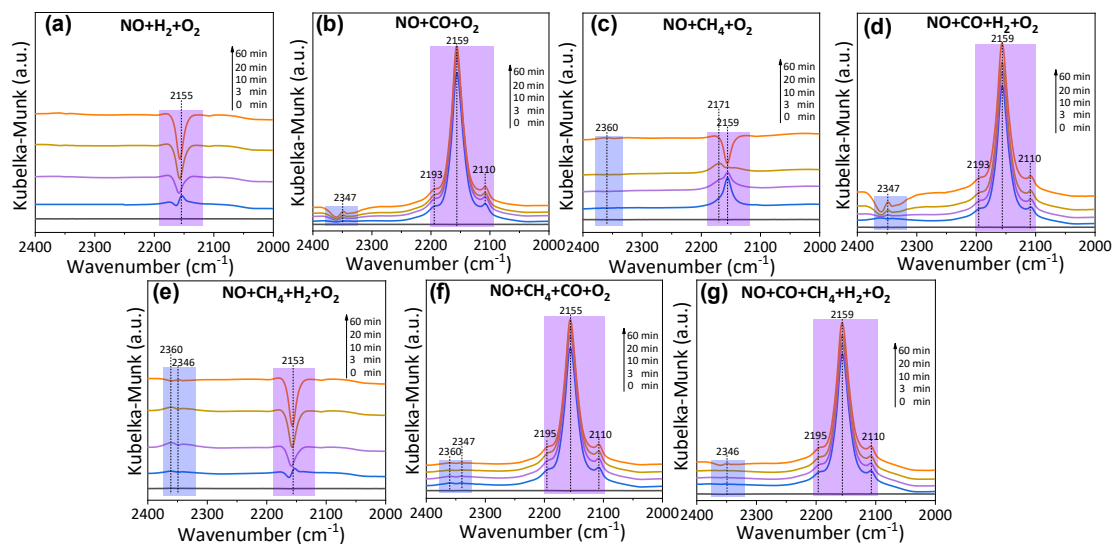 (a) NO+H₂+O₂
Kubelka-Munk (a.u.)
60 min
20 min
10 min
3 min
0 min
2155
2400 2300 2200 2100 2000
Wavenumber (cm⁻¹)
(b) NO+CO+O₂
Kubelka-Munk (a.u.)
2159
60 min
20 min
10 min
3 min
0 min
2193
2110
2347
2400 2300 2200 2100 2000
Wavenumber (cm⁻¹)
(c) NO+CH₄+O₂
Kubelka-Munk (a.u.)
60 min
20 min
10 min
3 min
0 min
2171
2159
2360
2400 2300 2200 2100 2000
Wavenumber (cm⁻¹)
(d) NO+CO+H₂+O₂
Kubelka-Munk (a.u.)
2159
60 min
20 min
10 min
3 min
0 min
2193
2110
2347
2400 2300 2200 2100 2000
Wavenumber (cm⁻¹)
(e) NO+CH₄+H₂+O₂
Kubelka-Munk (a.u.)
60 min
20 min
10 min
3 min
0 min
2360
2346
2153
2400 2300 2200 2100 2000
Wavenumber (cm⁻¹)
(f) NO+CH₄+CO+O₂
Kubelka-Munk (a.u.)
2155
60 min
20 min
10 min
3 min
0 min
2195
2110
2347
2360
2400 2300 2200 2100 2000
Wavenumber (cm⁻¹)
(g) NO+CO+CH₄+H₂+O₂
Kubelka-Munk (a.u.)
2159
60 min
20 min
10 min
3 min
0 min
2195
2110
2346
2400 2300 2200 2100 2000
Wavenumber (cm⁻¹)